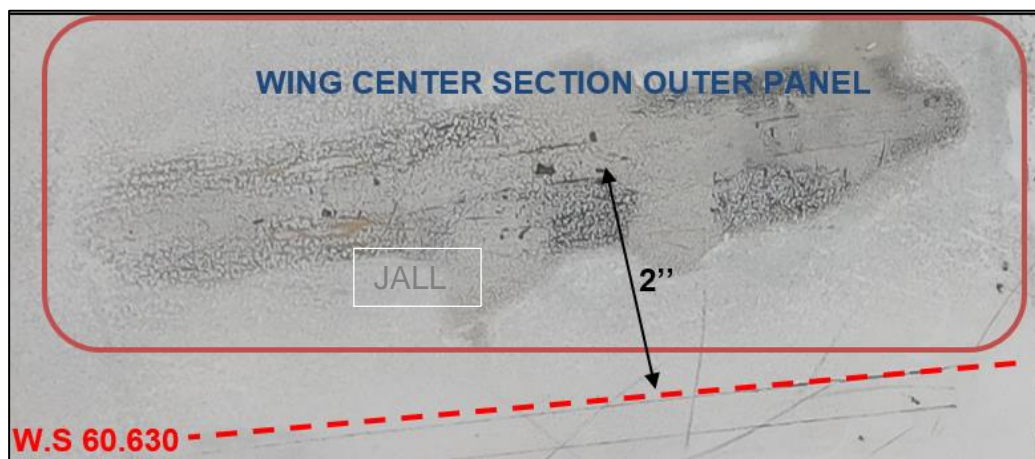 WING CENTER SECTION OUTER PANEL
JALL
2’’
W.S 60.630